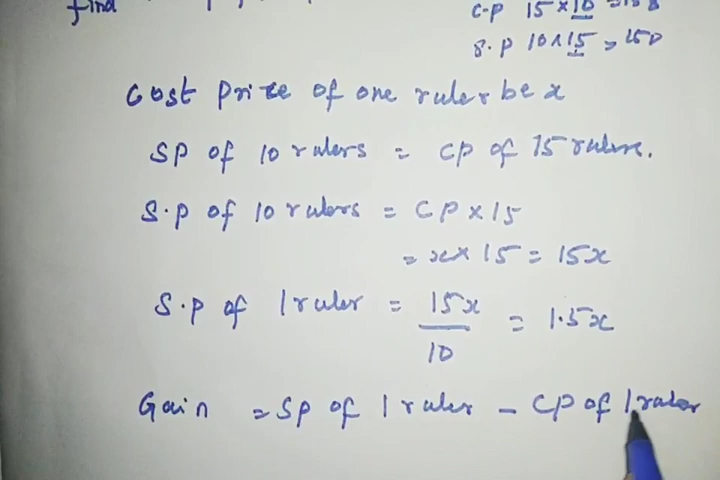 find
C.P 15 × 10 = 150
S.P 10 × 15 = 150
Cost Price of one ruler be x
SP of 10 rulers = CP of 15 rulers.
S.P of 10 rulers = CP × 15
= x × 15 = 15x
S.P of 1 ruler = 15x / 10 = 1.5x
Gain = SP of 1 ruler - CP of 1 ruler